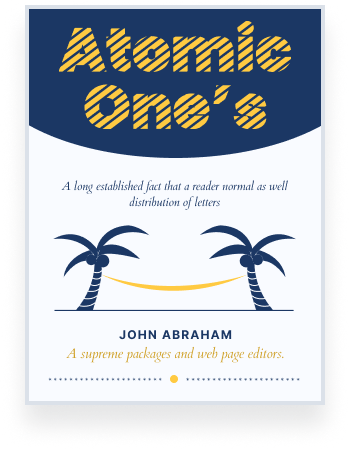 Atomic
One's
A long established fact that a reader normal as well
distribution of letters
JOHN ABRAHAM
A supreme packages and web page editors.